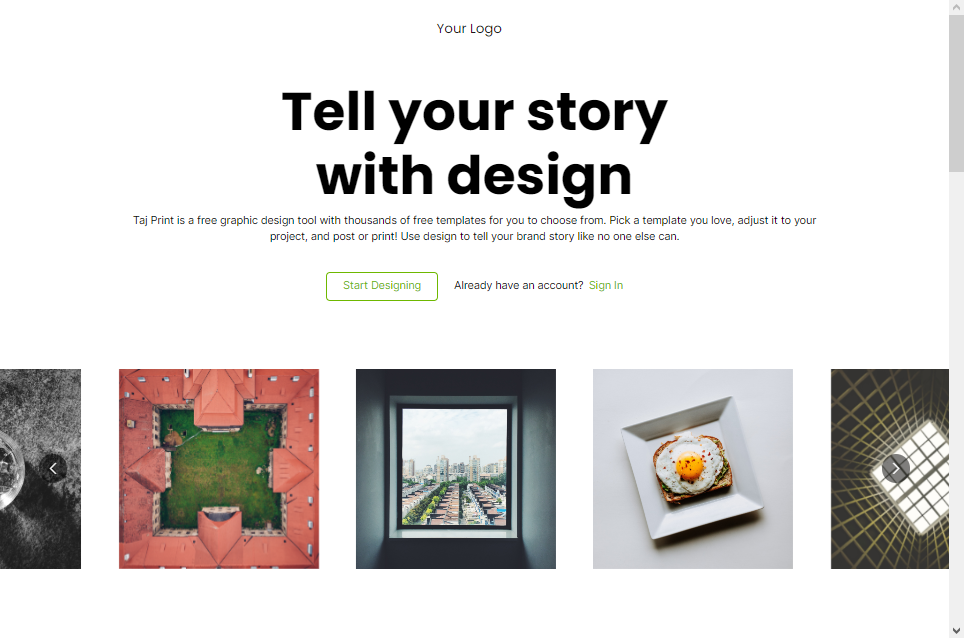 Your Logo
Tell your story
with design
Taj Print is a free graphic design tool with thousands of free templates for you to choose from. Pick a template you love, adjust it to your
project, and post or print! Use design to tell your brand story like no one else can.
Start Designing Already have an account? Sign In